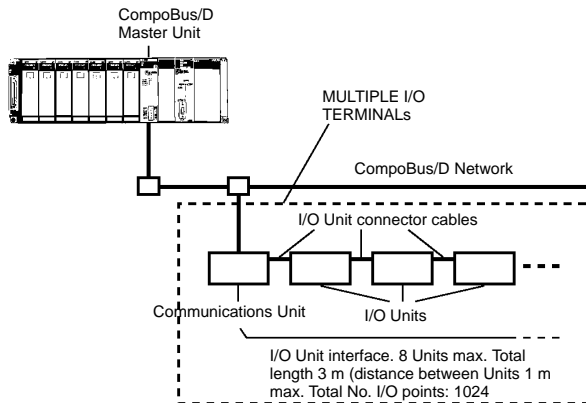 CompoBus/D
Master Unit
MULTIPLE I/O
TERMINALs
CompoBus/D Network
I/O Unit connector cables
Communications Unit
I/O Units
I/O Unit interface. 8 Units max. Total
length 3 m (distance between Units 1 m
max. Total No. I/O points: 1024